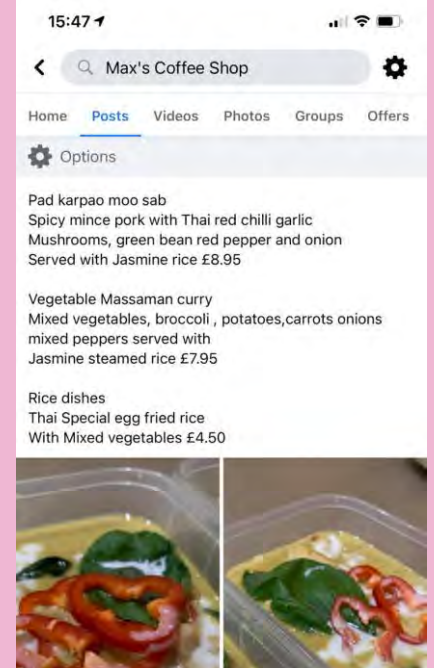 15:47
Max's Coffee Shop
Home Posts Videos Photos Groups Offers
Options
Pad karpao moo sab
Spicy mince pork with Thai red chilli garlic
Mushrooms, green bean red pepper and onion
Served with Jasmine rice £8.95
Vegetable Massaman curry
Mixed vegetables, broccoli , potatoes,carrots onions
mixed peppers served with
Jasmine steamed rice £7.95
Rice dishes
Thai Special egg fried rice
With Mixed vegetables £4.50